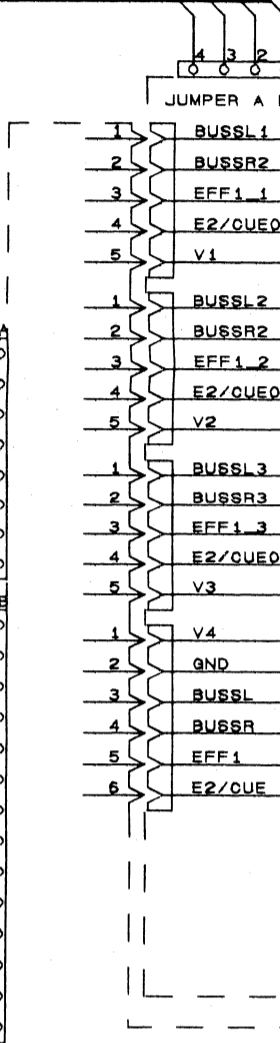 4 3 2
JUMPER A
1 BUSSL1
2 BUSSR2
3 EFF1_1
4 E2/CUE0
5 V1
1 BUSSL2
2 BUSSR2
3 EFF1_2
4 E2/CUE0
5 V2
1 BUSSL3
2 BUSSR3
3 EFF1_3
4 E2/CUE0
5 V3
1 V4
2 GND
3 BUSSL
4 BUSSR
5 EFF1
6 E2/CUE